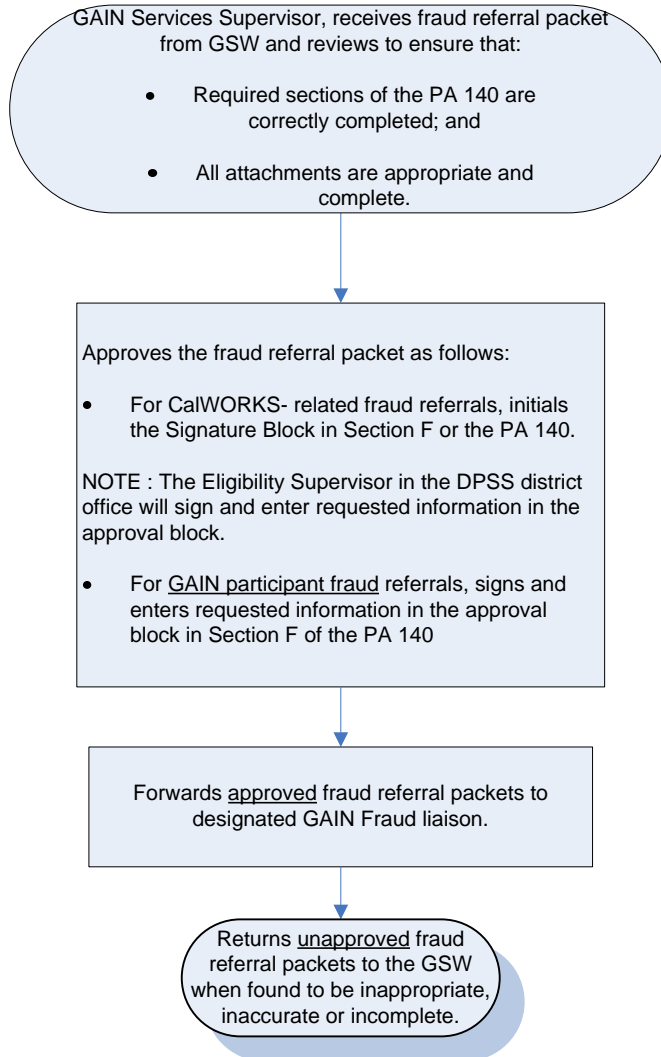 GAIN Services Supervisor, receives fraud referral packet
from GSW and reviews to ensure that:
• Required sections of the PA 140 are
correctly completed; and
• All attachments are appropriate and
complete.
Approves the fraud referral packet as follows:
• For CalWORKS- related fraud referrals, initials
the Signature Block in Section F or the PA 140.
NOTE : The Eligibility Supervisor in the DPSS district
office will sign and enter requested information in the
approval block.
• For GAIN participant fraud referrals, signs and
enters requested information in the approval
block in Section F of the PA 140
Forwards approved fraud referral packets to
designated GAIN Fraud liaison.
Returns unapproved fraud
referral packets to the GSW
when found to be inappropriate,
inaccurate or incomplete.